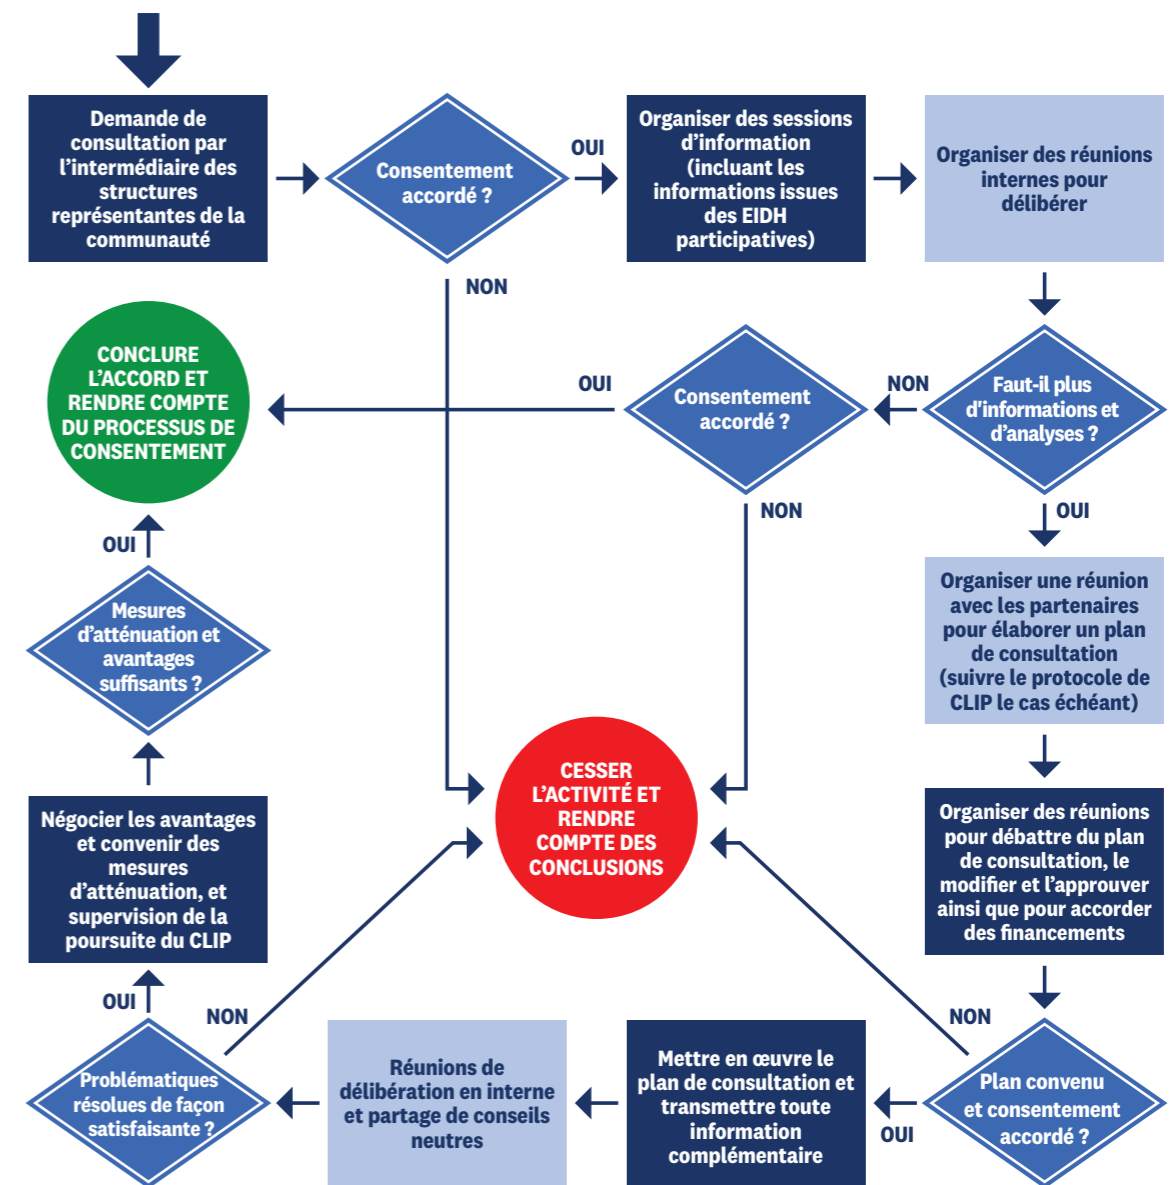 Demande de
consultation par
l’intermédiaire des
structures
représentantes de la
communauté
Consentement
accordé ?
OUI
NON
Organiser des sessions
d’information
(incluant les
informations issues
des EIDH
participatives)
Organiser des réunions
internes pour
délibérer
Faut-il plus
d'informations et
d’analyses ?
NON
OUI
Consentement
accordé ?
OUI
NON
CONCLURE
L’ACCORD ET
RENDRE COMPTE
DU PROCESSUS DE
CONSENTEMENT
Organiser une réunion
avec les partenaires
pour élaborer un plan
de consultation
(suivre le protocole de
CLIP le cas échéant)
Organiser des réunions
pour débattre du plan
de consultation, le
modifier et l’approuver
ainsi que pour accorder
des financements
Plan convenu
et consentement
accordé ?
NON
OUI
Mettre en œuvre le
plan de consultation et
transmettre toute
information
complémentaire
Réunions de
délibération en interne
et partage de conseils
neutres
Problématiques
résolues de façon
satisfaisante ?
NON
OUI
Négocier les avantages
et convenir des
mesures
d’atténuation, et
supervision de la
poursuite du CLIP
Mesures
d’atténuation et
avantages
suffisants ?
OUI
CESSER
L’ACTIVITÉ ET
RENDRE
COMPTE DES
CONCLUSIONS